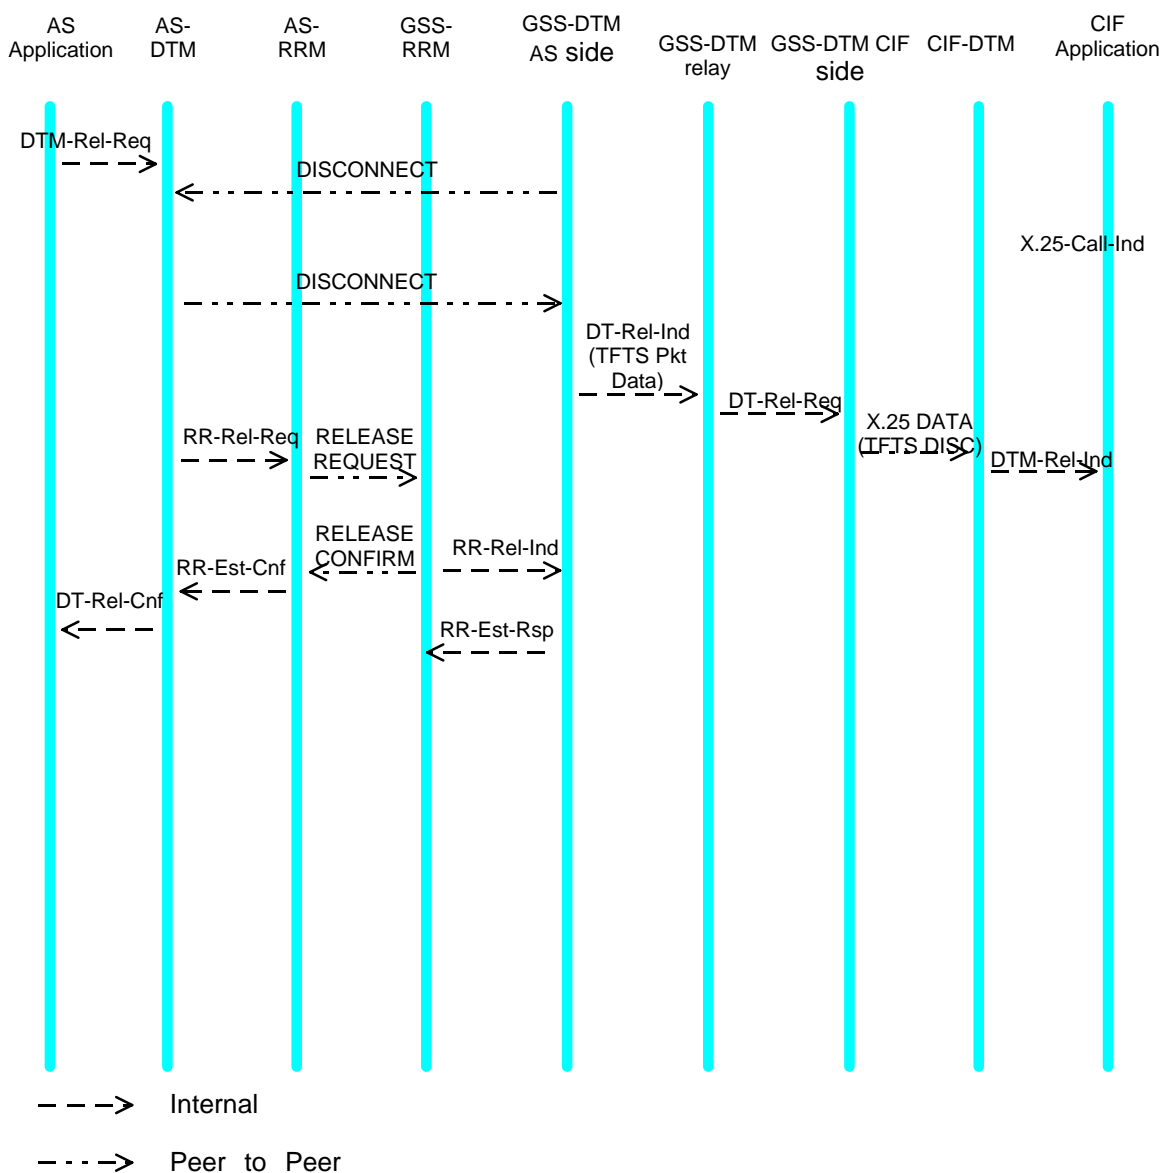 AS
Application
AS-
DTM
AS-
RRM
GSS-
RRM
GSS-DTM
AS side
GSS-DTM
relay
GSS-DTM CIF
side
CIF-DTM
CIF
Application
DTM-Rel-Req
DISCONNECT
X.25-Call-Ind
DISCONNECT
DT-Rel-Ind
(TFTS Pkt
Data)
DT-Rel-Req
X.25 DATA
(TFTS DISC)
DTM-Rel-Ind
RR-Rel-Req
RELEASE
REQUEST
RELEASE
CONFIRM
RR-Rel-Ind
RR-Est-Cnf
DT-Rel-Cnf
RR-Est-Rsp
Internal
Peer to Peer